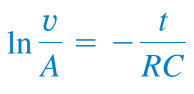 ln v/A = − t/RC